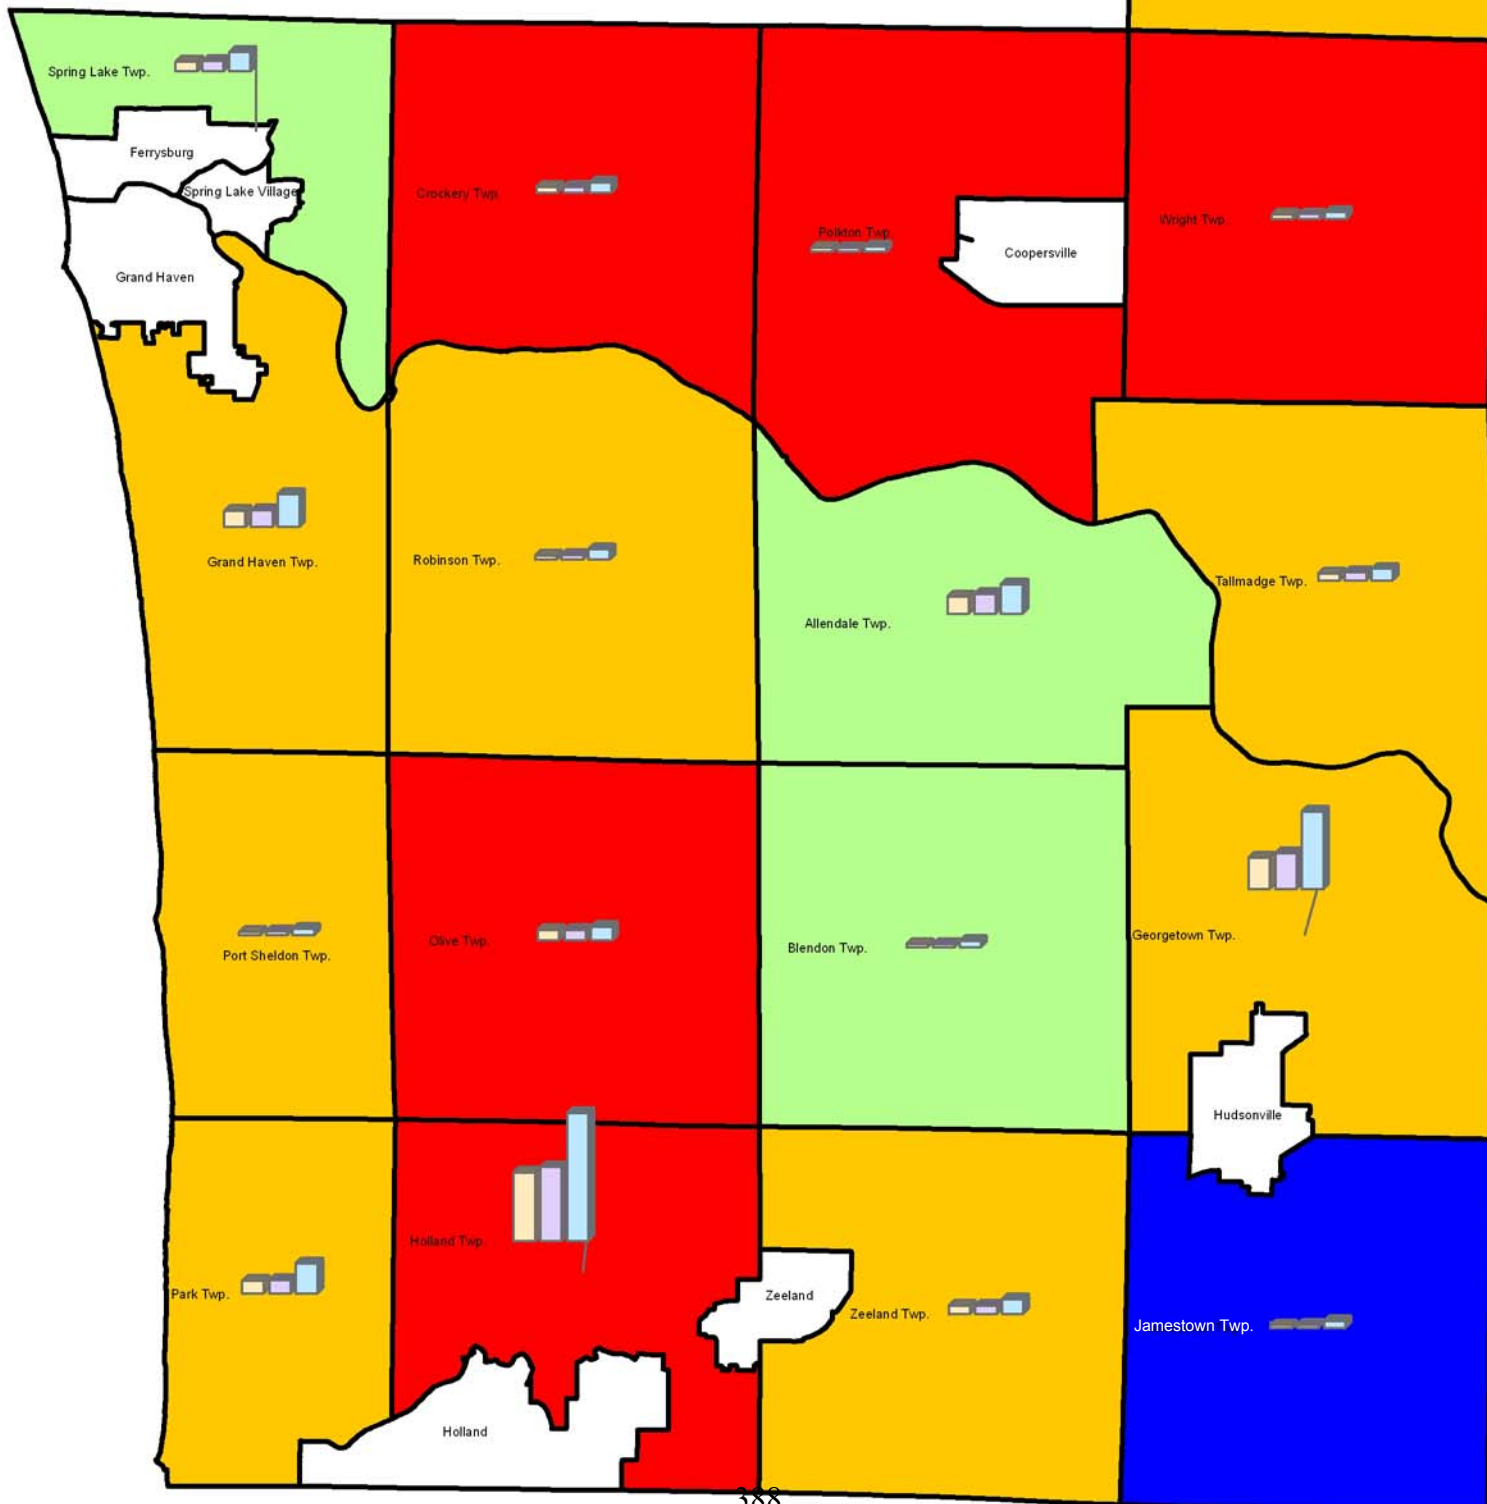 Spring Lake Twp.
Ferrysburg
Spring Lake Village
Grand Haven
Crockery Twp.
Polkton Twp.
Coopersville
Wright Twp.
Grand Haven Twp.
Robinson Twp.
Allendale Twp.
Tallmadge Twp.
Port Sheldon Twp.
Olive Twp.
Blendon Twp.
Georgetown Twp.
Hudsonville
Park Twp.
Holland Twp.
Zeeland
Zeeland Twp.
Jamestown Twp.
Holland
388